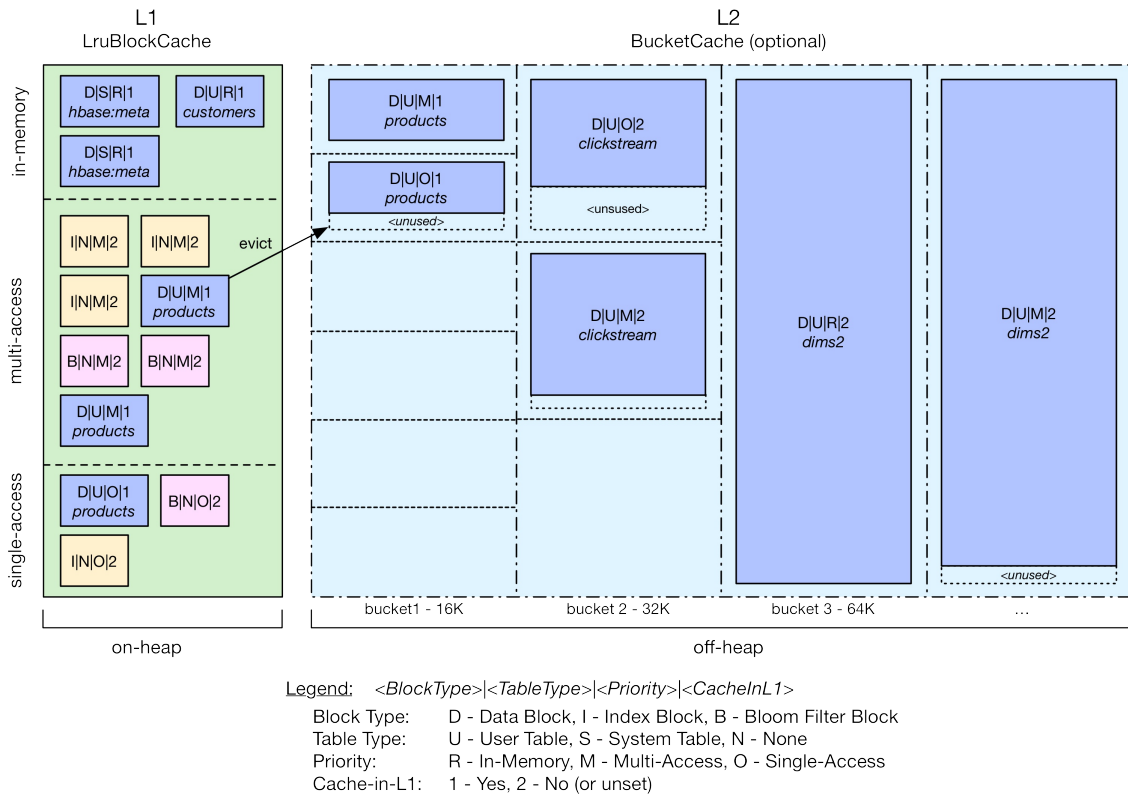 L1
LruBlockCache
L2
BucketCache (optional)
in-memory
D|S|R|1
hbase:meta
D|U|R|1
customers
D|S|R|1
hbase:meta
multi-access
I|N|M|2
I|N|M|2
I|N|M|2
D|U|M|1
products
evict
B|N|M|2
B|N|M|2
D|U|M|1
products
single-access
D|U|O|1
products
B|N|O|2
I|N|O|2
on-heap
D|U|M|1
products
D|U|O|1
products
<unused>
bucket1 - 16K
D|U|O|2
clickstream
<unsused>
D|U|M|2
clickstream
bucket 2 - 32K
D|U|R|2
dims2
bucket 3 - 64K
D|U|M|2
dims2
<unused>
...
off-heap
Legend: <BlockType>|<TableType>|<Priority>|<CacheInL1>
Block Type: D - Data Block, I - Index Block, B - Bloom Filter Block
Table Type: U - User Table, S - System Table, N - None
Priority: R - In-Memory, M - Multi-Access, O - Single-Access
Cache-in-L1: 1 - Yes, 2 - No (or unset)